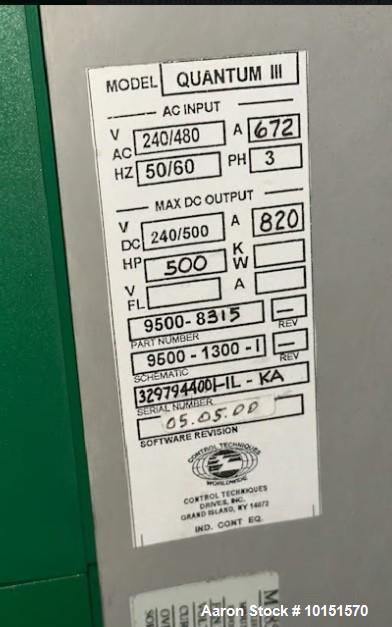 MODEL QUANTUM III
AC INPUT
V AC 240/480 A 672
HZ 50/60 PH 3
MAX DC OUTPUT
V DC 240/500 A 820
HP 500 KW
V FL A
9500-8315 —
PART NUMBER REV
9500-1300-I —
SCHEMATIC REV
3297944001-IL-KA
SERIAL NUMBER
05.05.00
SOFTWARE REVISION
CONTROL TECHNIQUES
WORLDWIDE
CONTROL TECHNIQUES
DRIVES, INC.
GRAND ISLAND, NY 14072
IND. CONT EQ.
Aaron Stock # 10151570